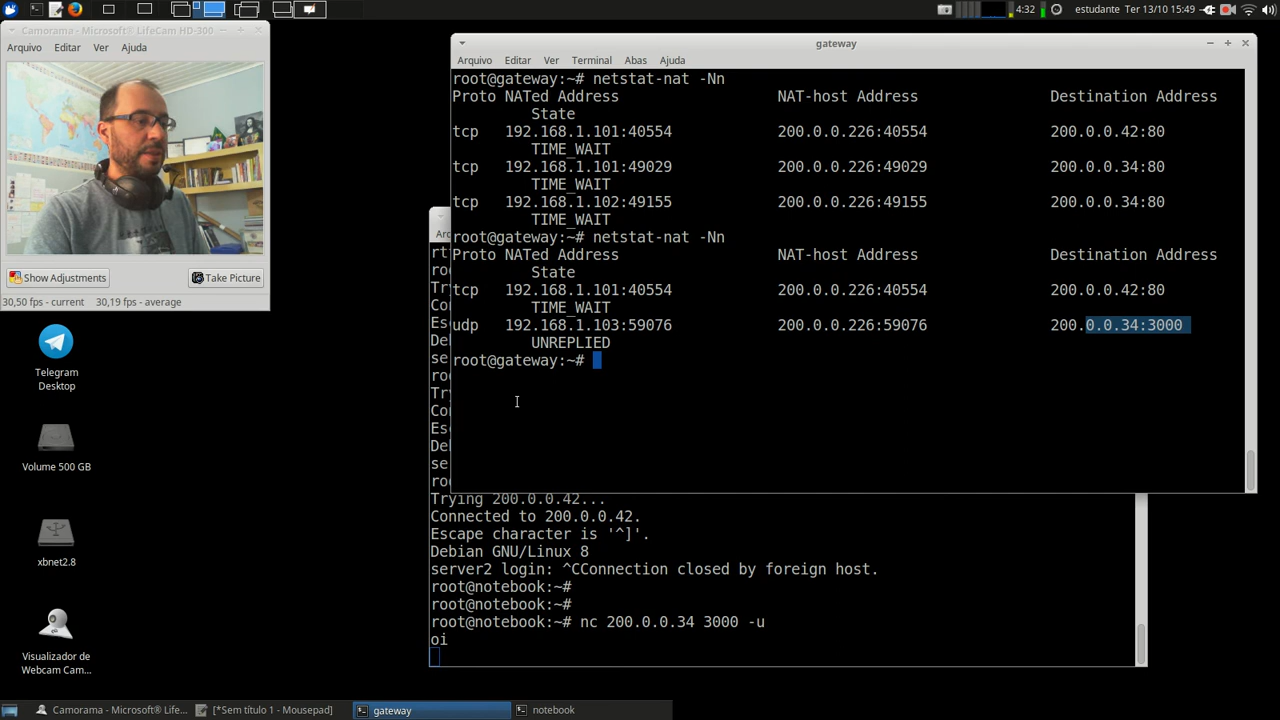 4:32
estudante
Ter 13/10 15:49
Camorama - Microsoft® LifeCam HD-300
Arquivo Editar Ver Ajuda
Show Adjustments
Take Picture
30,50 fps - current 30,19 fps - average
Telegram
Desktop
Volume 500 GB
xbnet2.8
Visualizador de
Webcam Cam...
gateway
Arquivo Editar Ver Terminal Abas Ajuda
root@gateway:~# netstat-nat -Nn
Proto NATed Address NAT-host Address Destination Address
State
tcp 192.168.1.101:40554 200.0.0.226:40554 200.0.0.42:80
TIME_WAIT
tcp 192.168.1.101:49029 200.0.0.226:49029 200.0.0.34:80
TIME_WAIT
tcp 192.168.1.102:49155 200.0.0.226:49155 200.0.0.34:80
TIME_WAIT
root@gateway:~# netstat-nat -Nn
Proto NATed Address NAT-host Address Destination Address
State
tcp 192.168.1.101:40554 200.0.0.226:40554 200.0.0.42:80
TIME_WAIT
udp 192.168.1.103:59076 200.0.0.226:59076 200.0.0.34:3000
UNREPLIED
root@gateway:~#
Trying 200.0.0.42...
Connected to 200.0.0.42.
Escape character is '^]'.
Debian GNU/Linux 8
server2 login: ^CConnection closed by foreign host.
root@notebook:~#
root@notebook:~#
root@notebook:~# nc 200.0.0.34 3000 -u
oi
Camorama - Microsoft® Life...
[*Sem título 1 - Mousepad]
gateway
notebook